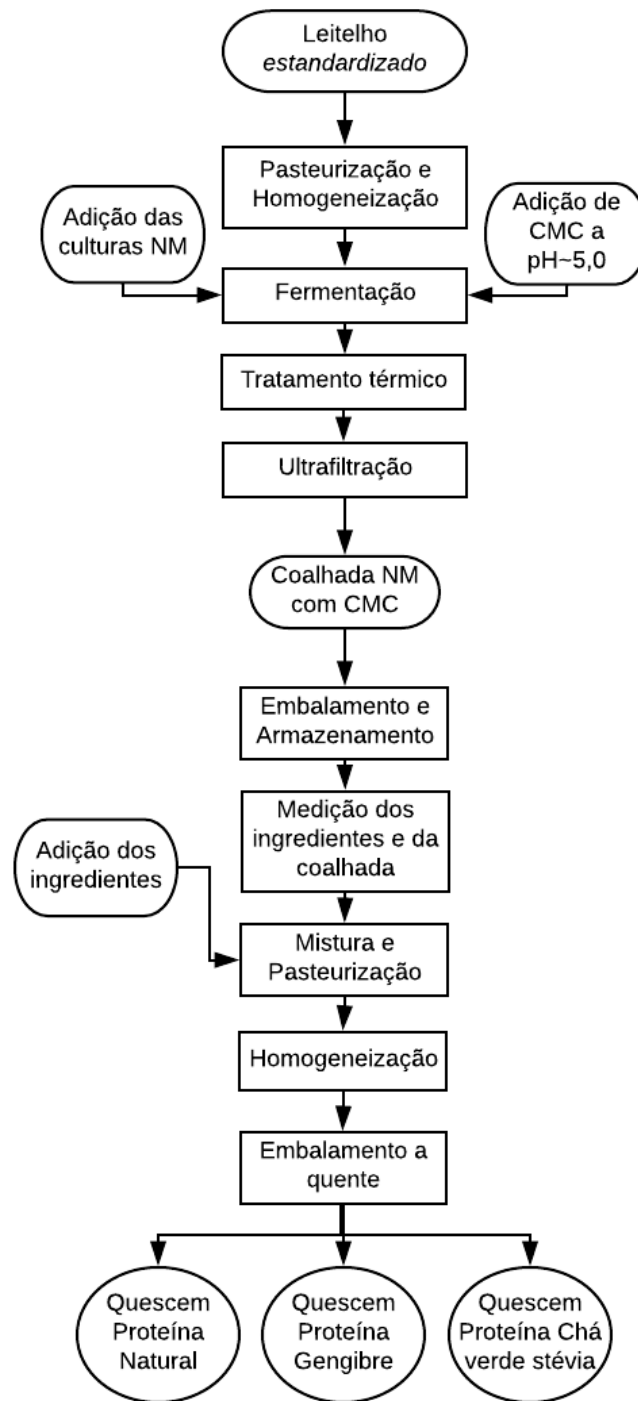 Leitelho
estandardizado
Pasteurização e
Homogeneização
Adição das
culturas NM
Adição de
CMC a
pH~5,0
Fermentação
Tratamento térmico
Ultrafiltração
Coalhada NM
com CMC
Embalamento e
Armazenamento
Medição dos
ingredientes e da
coalhada
Adição dos
ingredientes
Mistura e
Pasteurização
Homogeneização
Embalamento a
quente
Quescem
Proteína
Natural
Quescem
Proteína
Gengibre
Quescem
Proteína Chá
verde stévia